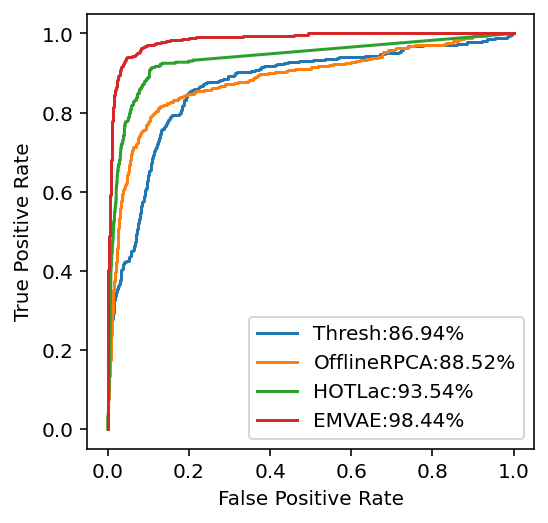 1.0
0.8
0.6
0.4
0.2
0.0
True Positive Rate
Thresh:86.94%
OfflineRPCA:88.52%
HOTLac:93.54%
EMVAE:98.44%
0.0 0.2 0.4 0.6 0.8 1.0
False Positive Rate